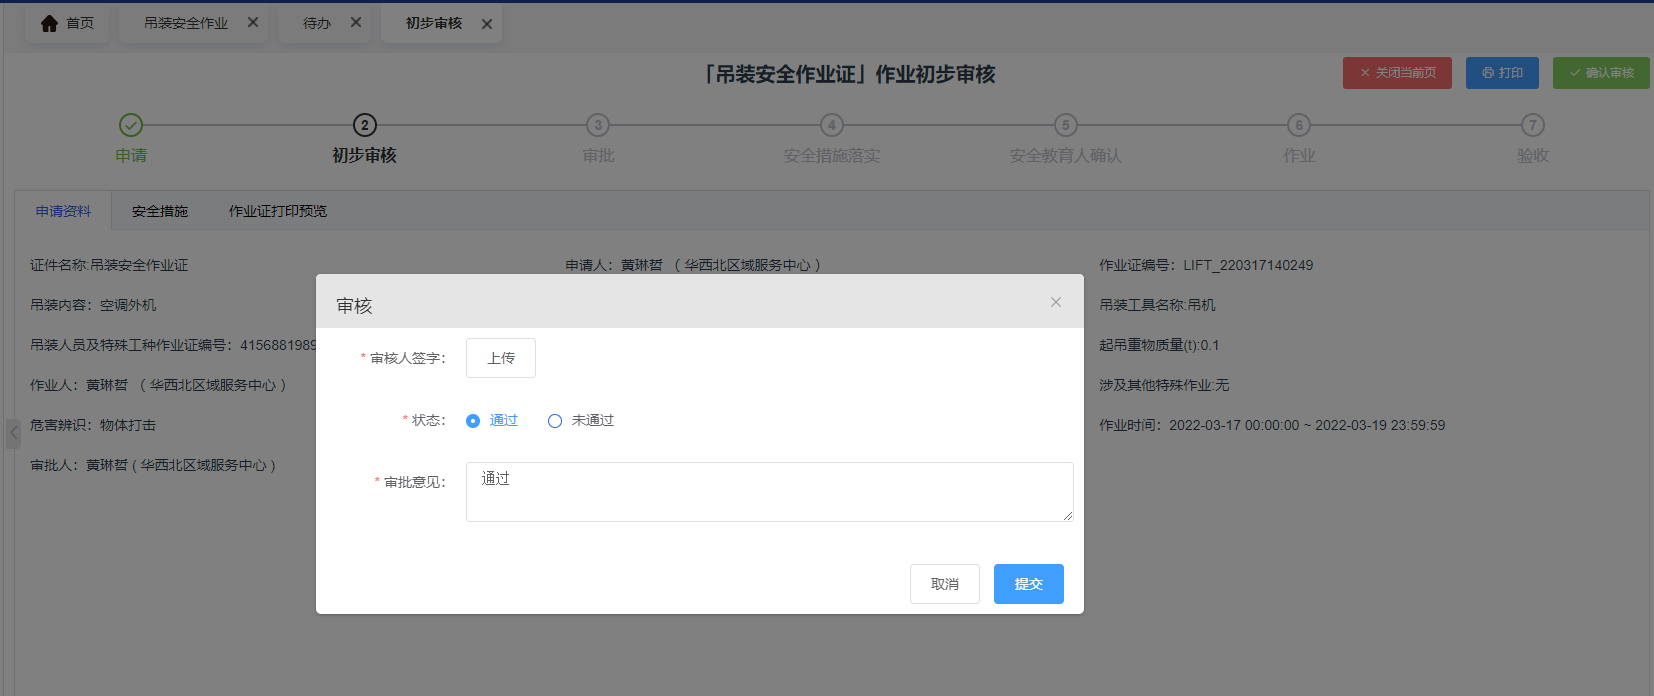 首页 吊装安全作业 待办 初步审核
「吊装安全作业证」作业初步审核
关闭当前页 打印 确认审核
2 3 4 5 6 7
申请 初步审核 审批 安全措施落实 安全教育人确认 作业 验收
申请资料 安全措施 作业证打印预览
证件名称:吊装安全作业证 申请人：黄琳哲 （ 华西北区域服务中心 ） 作业证编号：LIFT_220317140249
吊装内容：空调外机 吊装工具名称:吊机
吊装人员及特殊工种作业证编号：4156881989 起吊重物质量(t):0.1
作业人：黄琳哲 （ 华西北区域服务中心 ） 涉及其他特殊作业:无
危害辨识：物体打击 作业时间：2022-03-17 00:00:00 ~ 2022-03-19 23:59:59
审批人：黄琳哲 ( 华西北区域服务中心 )
审核
* 审核人签字： 上传
* 状态： 通过 未通过
* 审批意见： 通过
取消 提交